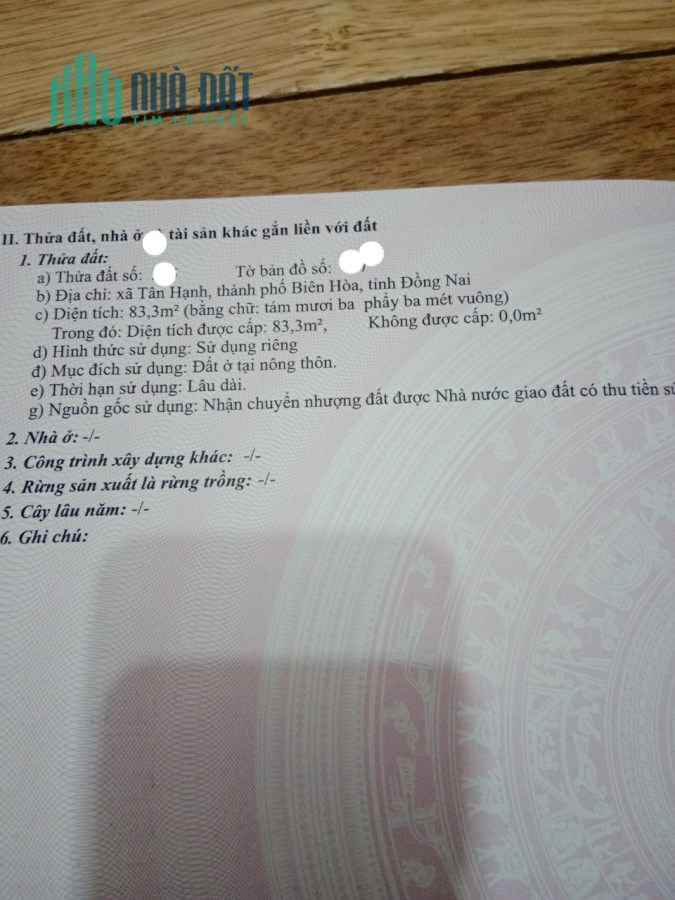 NHÀ ĐẤT
II. Thửa đất, nhà ở tài sản khác gắn liền với đất
1. Thửa đất:
a) Thửa đất số: Tờ bản đồ số:
b) Địa chỉ: xã Tân Hạnh, thành phố Biên Hòa, tỉnh Đồng Nai
c) Diện tích: 83,3m² (bằng chữ: tám mươi ba phẩy ba mét vuông)
Trong đó: Diện tích được cấp: 83,3m², Không được cấp: 0,0m²
d) Hình thức sử dụng: Sử dụng riêng
đ) Mục đích sử dụng: Đất ở tại nông thôn.
e) Thời hạn sử dụng: Lâu dài.
g) Nguồn gốc sử dụng: Nhận chuyển nhượng đất được Nhà nước giao đất có thu tiền sử
2. Nhà ở: -/-
3. Công trình xây dựng khác: -/-
4. Rừng sản xuất là rừng trồng: -/-
5. Cây lâu năm: -/-
6. Ghi chú: